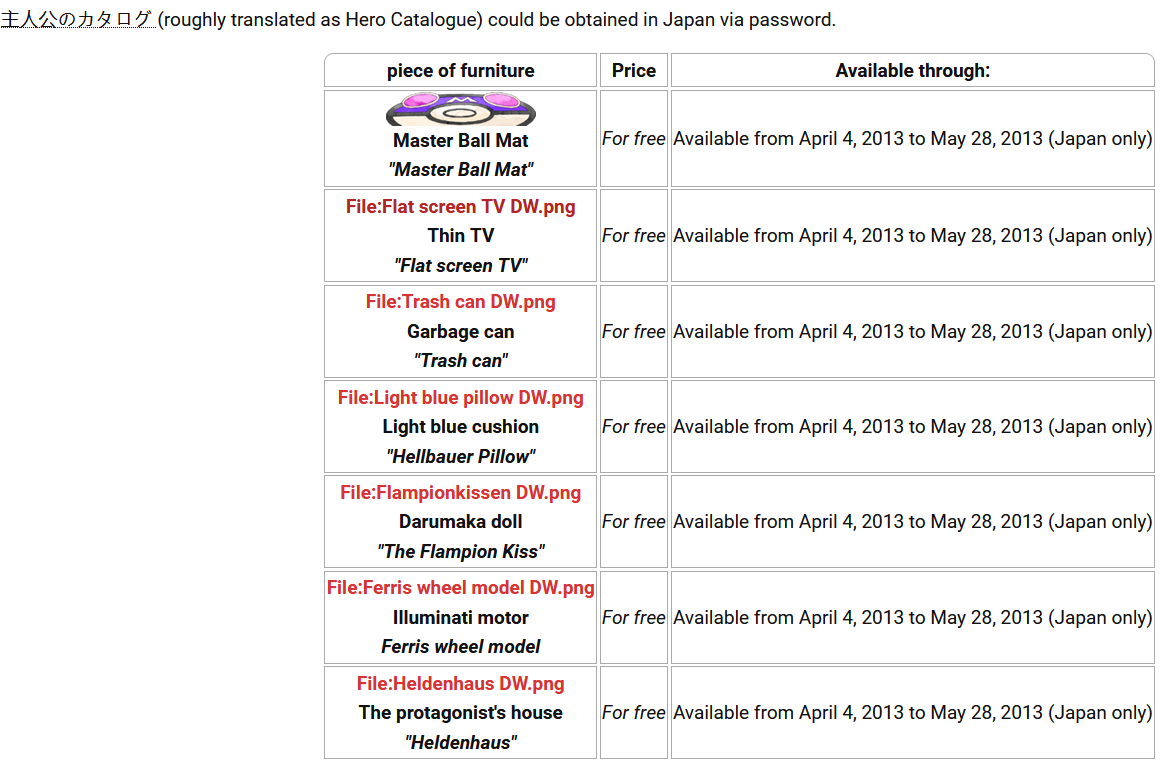 主人公のカタログ (roughly translated as Hero Catalogue) could be obtained in Japan via password.
piece of furniture Price Available through:
Master Ball Mat
"Master Ball Mat"
For free Available from April 4, 2013 to May 28, 2013 (Japan only)
File:Flat screen TV DW.png
Thin TV
"Flat screen TV"
For free Available from April 4, 2013 to May 28, 2013 (Japan only)
File:Trash can DW.png
Garbage can
"Trash can"
For free Available from April 4, 2013 to May 28, 2013 (Japan only)
File:Light blue pillow DW.png
Light blue cushion
"Hellbauer Pillow"
For free Available from April 4, 2013 to May 28, 2013 (Japan only)
File:Flampionkissen DW.png
Darumaka doll
"The Flampion Kiss"
For free Available from April 4, 2013 to May 28, 2013 (Japan only)
File:Ferris wheel model DW.png
Illuminati motor
Ferris wheel model
For free Available from April 4, 2013 to May 28, 2013 (Japan only)
File:Heldenhaus DW.png
The protagonist's house
"Heldenhaus"
For free Available from April 4, 2013 to May 28, 2013 (Japan only)